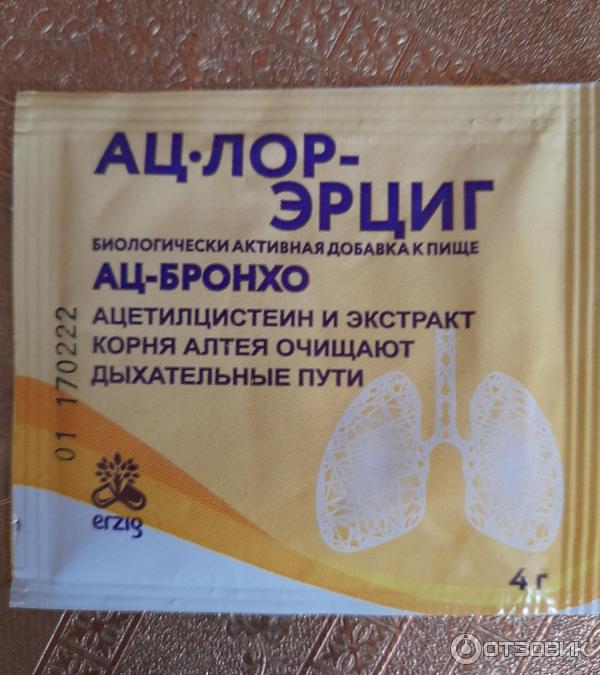 АЦ·ЛОР-
ЭРЦИГ
БИОЛОГИЧЕСКИ АКТИВНАЯ ДОБАВКА К ПИЩЕ
АЦ-БРОНХО
АЦЕТИЛЦИСТЕИН И ЭКСТРАКТ
КОРНЯ АЛТЕЯ ОЧИЩАЮТ
ДЫХАТЕЛЬНЫЕ ПУТИ
01 170222
erzig
4 г
ОТЗОВИК